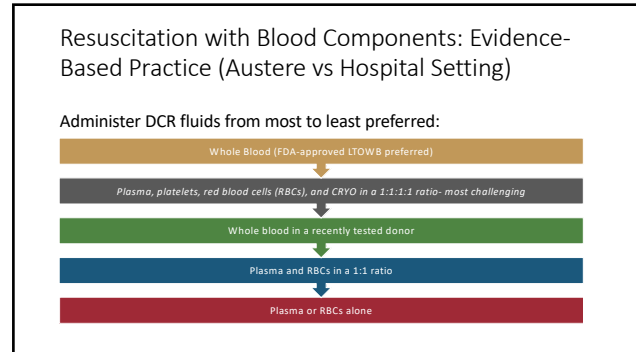 Resuscitation with Blood Components: Evidence-
Based Practice (Austere vs Hospital Setting)
Administer DCR fluids from most to least preferred:
Whole Blood (FDA-approved LTOWB preferred)
Plasma, platelets, red blood cells (RBCs), and CRYO in a 1:1:1:1 ratio- most challenging
Whole blood in a recently tested donor
Plasma and RBCs in a 1:1 ratio
Plasma or RBCs alone